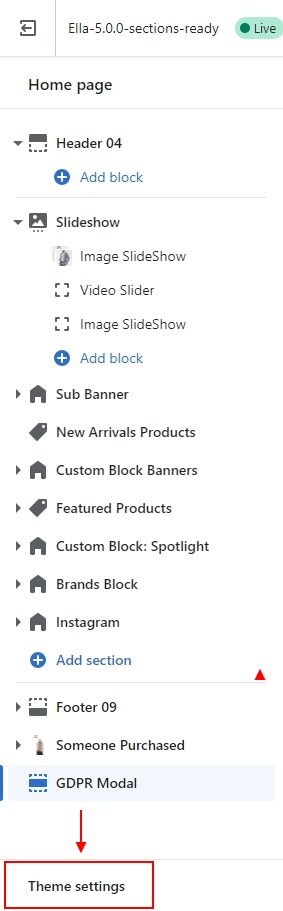 Ella-5.0.0-sections-ready
Live
Home page
Header 04
Add block
Slideshow
Image SlideShow
Video Slider
Image SlideShow
Add block
Sub Banner
New Arrivals Products
Custom Block Banners
Featured Products
Custom Block: Spotlight
Brands Block
Instagram
Add section
Footer 09
Someone Purchased
GDPR Modal
Theme settings